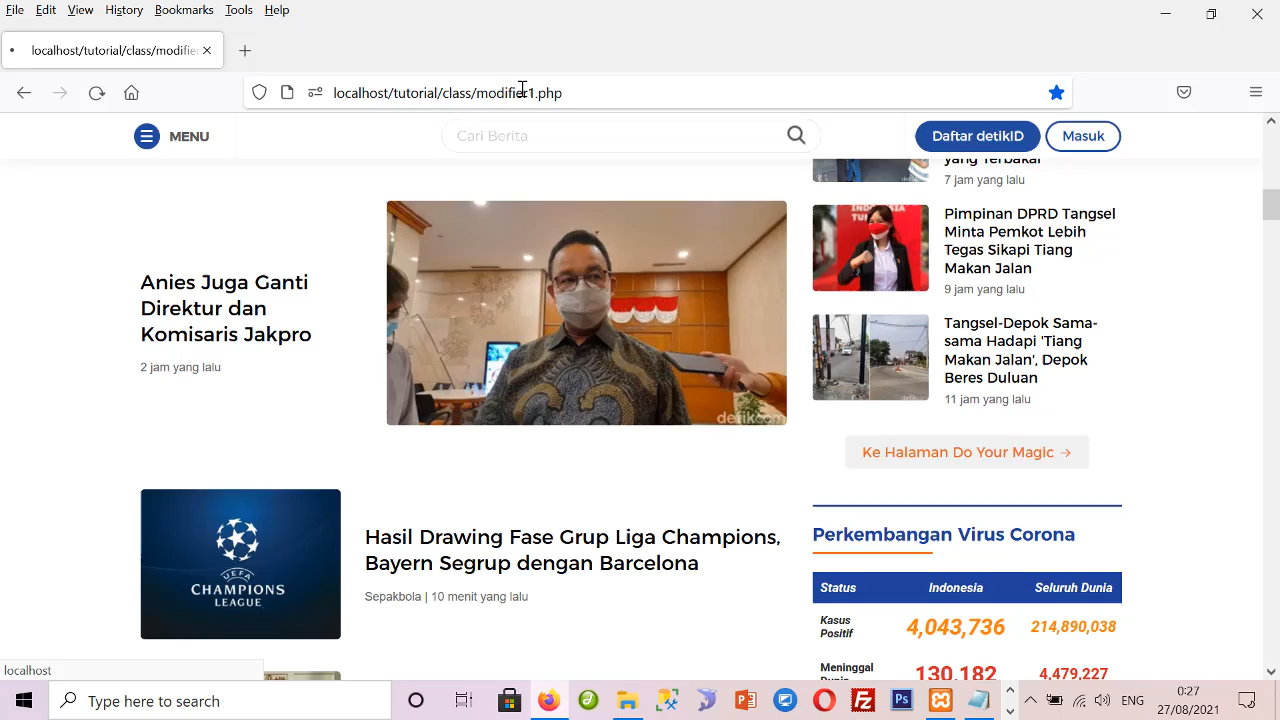 File Edit View History Bookmarks Tools Help
localhost/tutorial/class/modifier
localhost/tutorial/class/modifier1.php
MENU
Cari Berita
Daftar detikID
Masuk
yang Terbakar
7 jam yang lalu
Pimpinan DPRD Tangsel
Minta Pemkot Lebih
Tegas Sikapi Tiang
Makan Jalan
9 jam yang lalu
Anies Juga Ganti
Direktur dan
Komisaris Jakpro
2 jam yang lalu
detikcom
Tangsel-Depok Sama-
sama Hadapi 'Tiang
Makan Jalan', Depok
Beres Duluan
11 jam yang lalu
Ke Halaman Do Your Magic →
UEFA
CHAMPIONS
LEAGUE
Hasil Drawing Fase Grup Liga Champions,
Bayern Segrup dengan Barcelona
Sepakbola | 10 menit yang lalu
Perkembangan Virus Corona
Status Indonesia Seluruh Dunia
Kasus
Positif
4,043,736 214,890,038
Meninggal
Dunia
130,182 4,479,227
localhost
Type here to search
ENG
0:27
27/08/2021